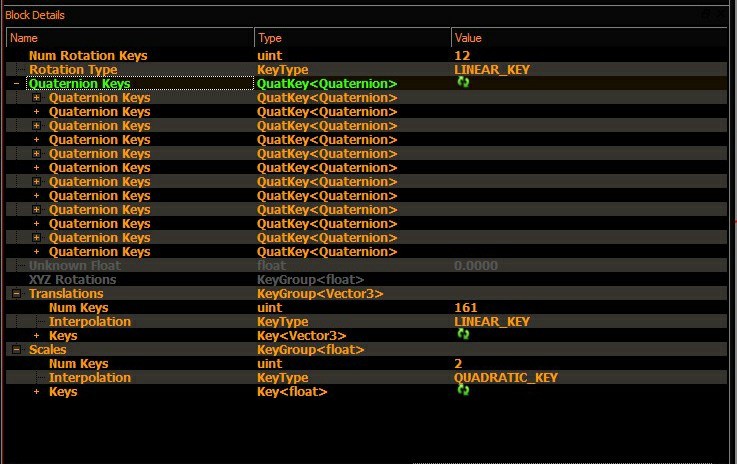 Block Details
Name Type Value
Num Rotation Keys uint 12
Rotation Type KeyType LINEAR_KEY
Quaternion Keys QuatKey<Quaternion>
Quaternion Keys QuatKey<Quaternion>
Quaternion Keys QuatKey<Quaternion>
Quaternion Keys QuatKey<Quaternion>
Quaternion Keys QuatKey<Quaternion>
Quaternion Keys QuatKey<Quaternion>
Quaternion Keys QuatKey<Quaternion>
Quaternion Keys QuatKey<Quaternion>
Quaternion Keys QuatKey<Quaternion>
Quaternion Keys QuatKey<Quaternion>
Quaternion Keys QuatKey<Quaternion>
Quaternion Keys QuatKey<Quaternion>
Quaternion Keys QuatKey<Quaternion>
Unknown Float float 0.0000
XYZ Rotations KeyGroup<float>
Translations KeyGroup<Vector3>
Num Keys uint 161
Interpolation KeyType LINEAR_KEY
Keys Key<Vector3>
Scales KeyGroup<float>
Num Keys uint 2
Interpolation KeyType QUADRATIC_KEY
Keys Key<float>